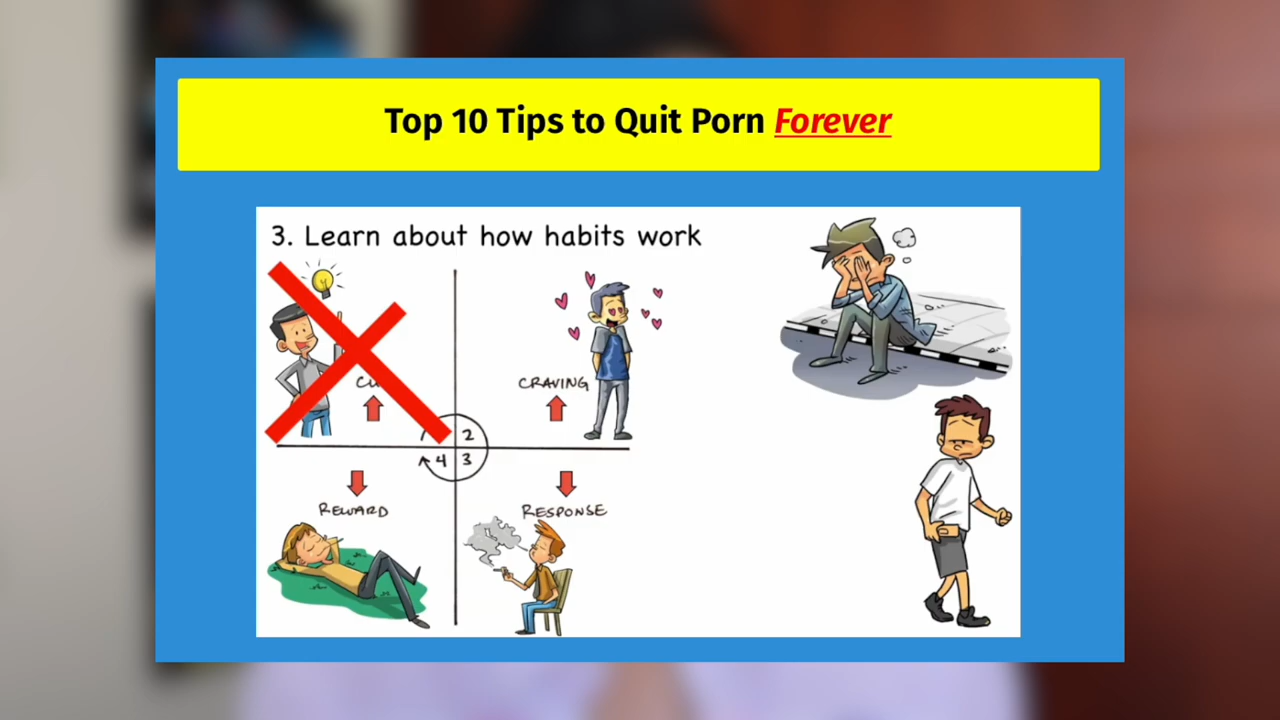 Top 10 Tips to Quit Porn Forever
3. Learn about how habits work
CRAVING
2
4 3
REWARD
RESPONSE